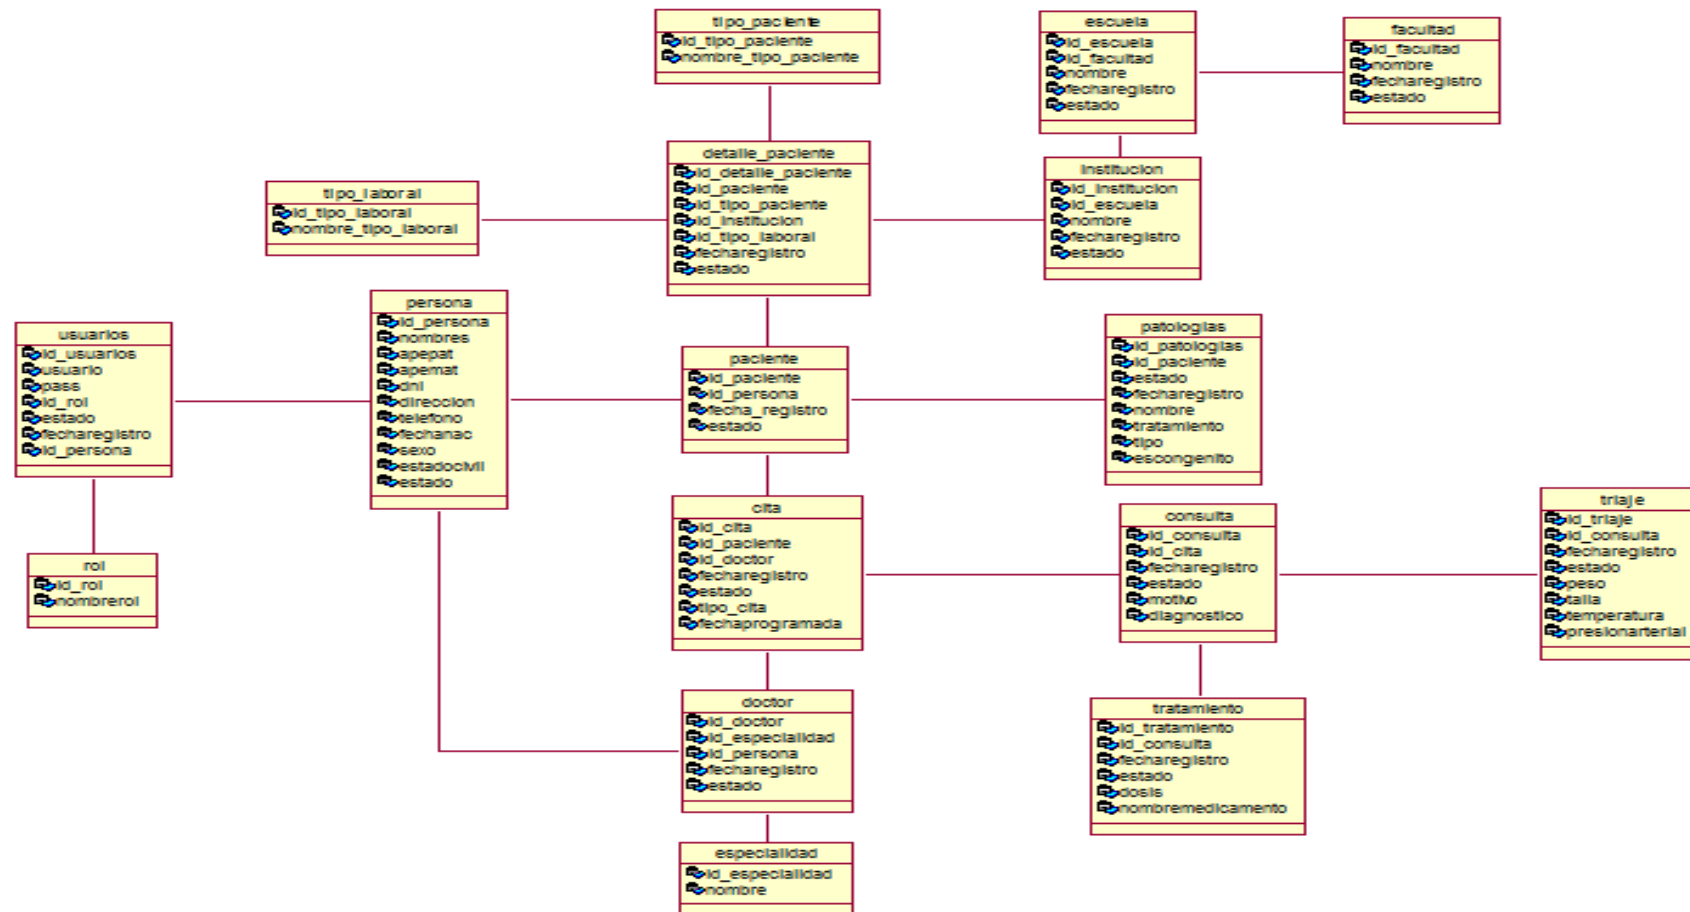 tipo_paciente
id_tipo_paciente
nombre_tipo_paciente
escuela
id_escuela
id_facultad
nombre
fecharegistro
estado
facultad
id_facultad
nombre
fecharegistro
estado
detalle_paciente
id_detalle_paciente
id_paciente
id_tipo_paciente
id_institucion
id_tipo_laboral
fecharegistro
estado
institucion
id_institucion
id_escuela
nombre
fecharegistro
estado
tipo_laboral
id_tipo_laboral
nombre_tipo_laboral
usuarios
id_usuarios
usuario
pass
id_rol
estado
fecharegistro
id_persona
persona
id_persona
nombres
apepat
apemat
dni
direccion
telefono
fechanac
sexo
estadocivil
estado
paciente
id_paciente
id_persona
fecha_registro
estado
patologias
id_patologias
id_paciente
estado
fecharegistro
nombre
tratamiento
tipo
escongenito
rol
id_rol
nombrerol
cita
id_cita
id_paciente
id_doctor
fecharegistro
estado
tipo_cita
fechaprogramada
consulta
id_consulta
id_cita
fecharegistro
estado
motivo
diagnostico
triaje
id_triaje
id_consulta
fecharegistro
estado
peso
talla
temperatura
presionarterial
doctor
id_doctor
id_especialidad
id_persona
fecharegistro
estado
tratamiento
id_tratamiento
id_consulta
fecharegistro
estado
dosis
nombremedicamento
especialidad
id_especialidad
nombre